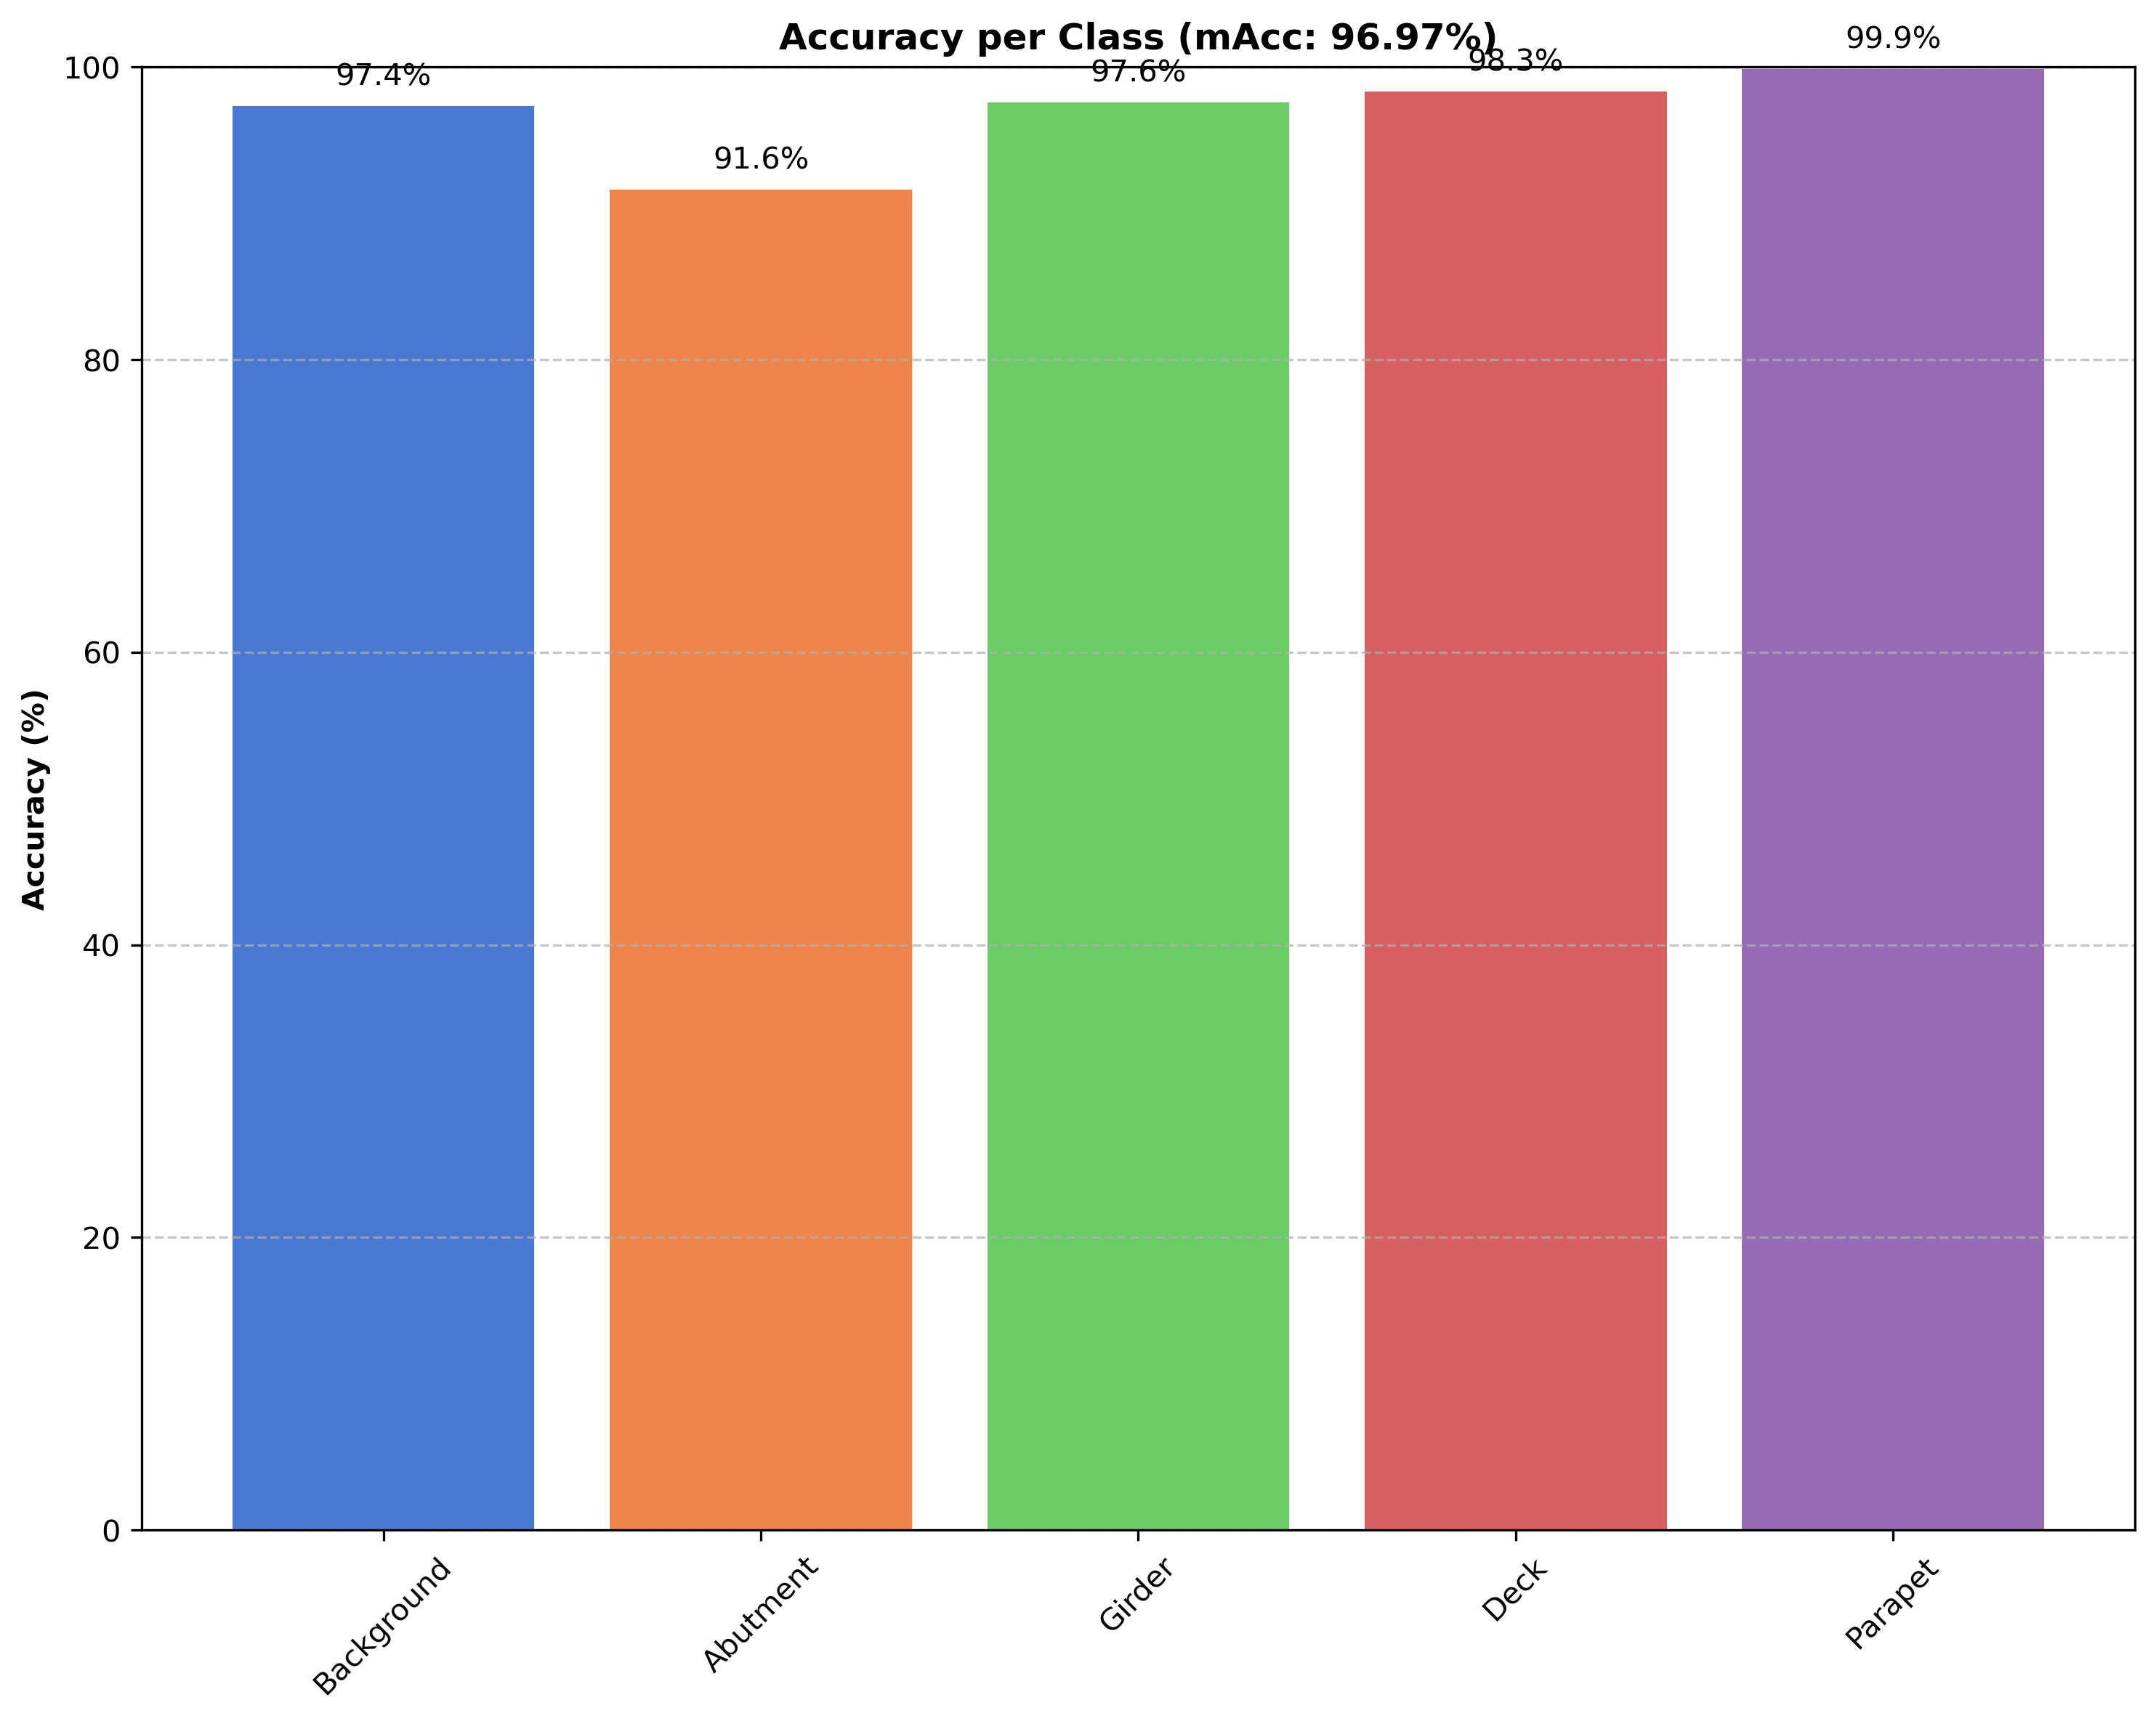 Accuracy per Class (mAcc: 96.97%)
97.4%
91.6%
97.6%
98.3%
99.9%
100
80
60
40
20
0
Accuracy (%)
Background
Abutment
Girder
Deck
Parapet